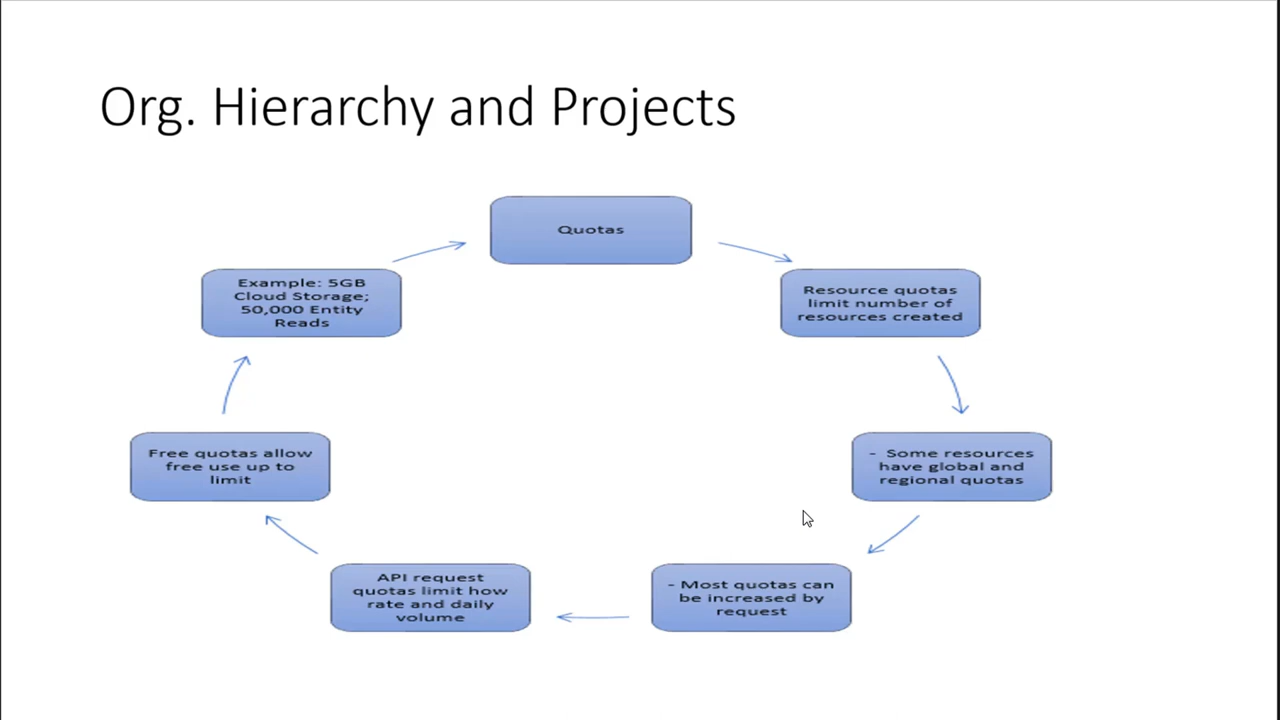 Org. Hierarchy and Projects
Quotas
Resource quotas
limit number of
resources created
- Some resources
have global and
regional quotas
- Most quotas can
be increased by
request
API request
quotas limit how
rate and daily
volume
Free quotas allow
free use up to
limit
Example: 5GB
Cloud Storage;
50,000 Entity
Reads